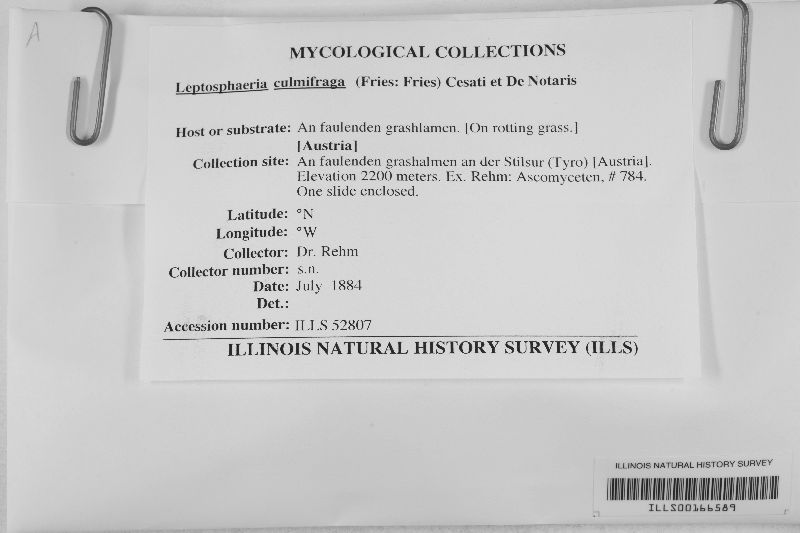 A
MYCOLOGICAL COLLECTIONS
Leptosphaeria culmifraga (Fries: Fries) Cesati et De Notaris
Host or substrate: An faulenden grashlamen. [On rotting grass.]
[Austria]
Collection site: An faulenden grashalmen an der Stilsur (Tyro) [Austria].
Elevation 2200 meters. Ex. Rehm: Ascomyceten, # 784.
One slide enclosed.
Latitude: °N
Longitude: °W
Collector: Dr. Rehm
Collector number: s.n.
Date: July 1884
Det.:
Accession number: ILLS 52807
ILLINOIS NATURAL HISTORY SURVEY (ILLS)
ILLINOIS NATURAL HISTORY SURVEY
ILLS00166589